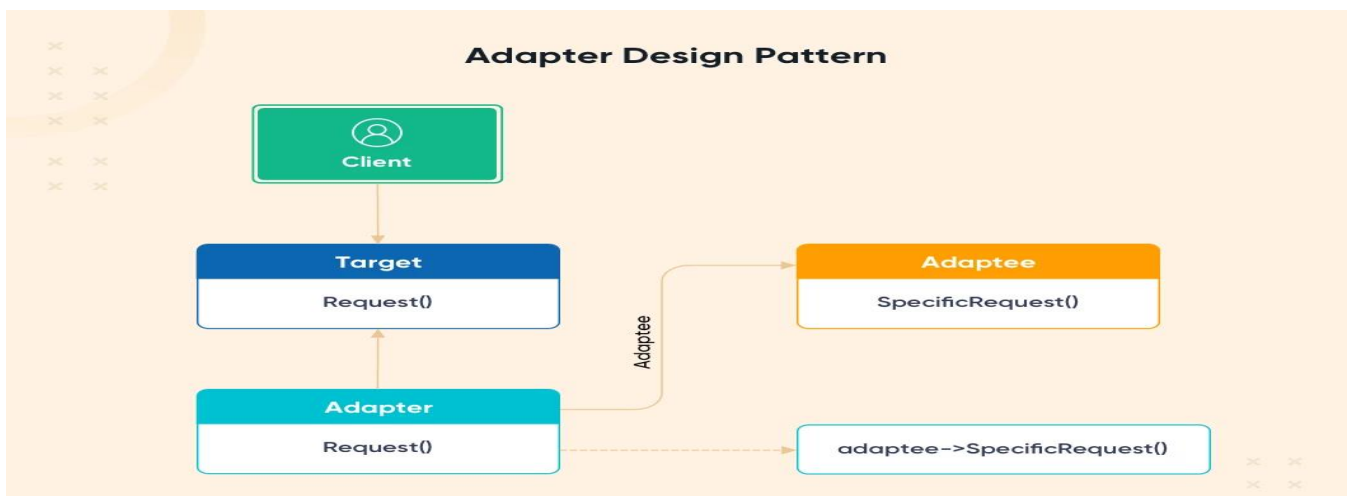 Adapter Design Pattern
Client
Target
Request()
Adaptee
SpecificRequest()
Adaptee
Adapter
Request()
adaptee->SpecificRequest()